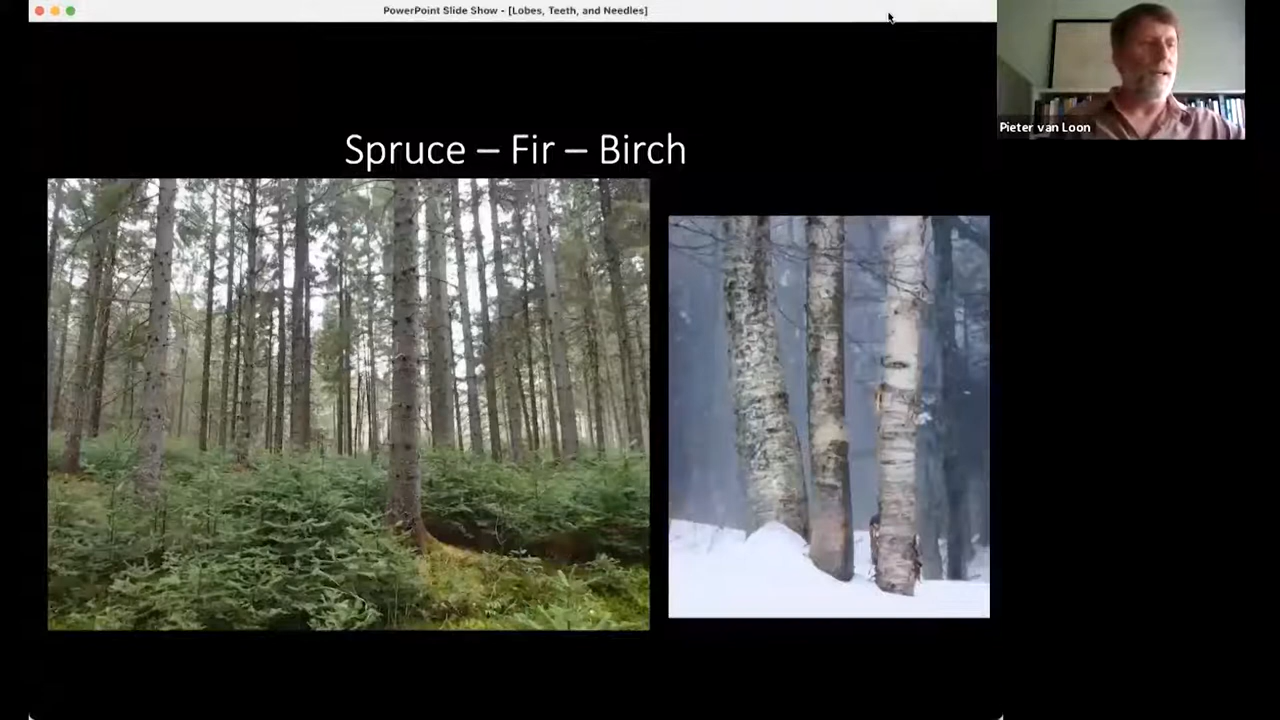 PowerPoint Slide Show - [Lobes, Teeth, and Needles]
Pieter van Loon
Spruce – Fir – Birch